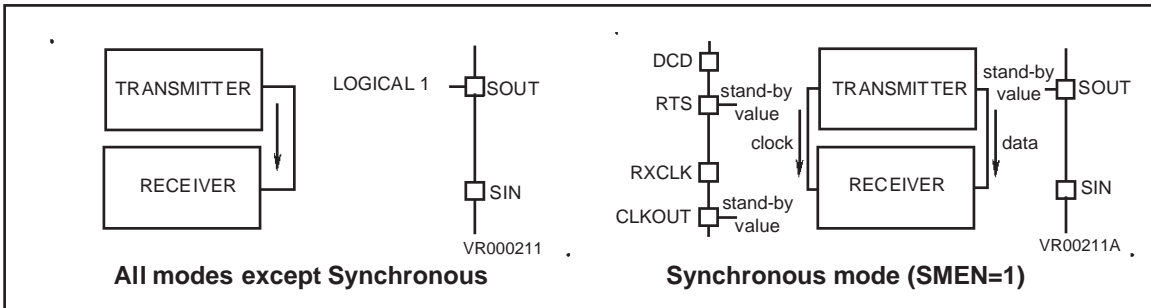 TRANSMITTER
RECEIVER
LOGICAL 1
SOUT
SIN
VR000211
All modes except Synchronous
DCD
RTS
stand-by
value
clock
RXCLK
CLKOUT
stand-by
value
TRANSMITTER
RECEIVER
data
stand-by
value
SOUT
SIN
VR00211A
Synchronous mode (SMEN=1)